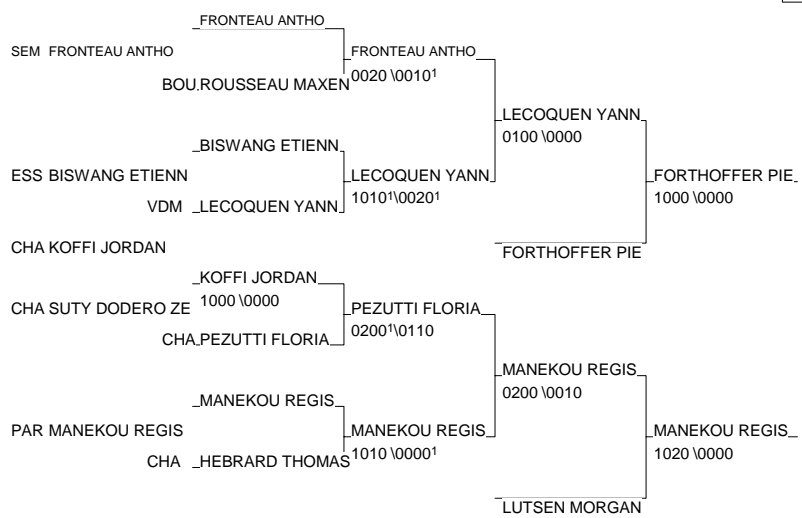 FRONTEAU ANTHO
SEM FRONTEAU ANTHO
FRONTEAU ANTHO
0020 \0010¹
BOU. ROUSSEAU MAXEN
LECOQUEN YANN
0100 \0000
BISWANG ETIENN
ESS BISWANG ETIENN
LECOQUEN YANN
1010¹\0020¹
FORTHOFFER PIE
1000 \0000
VDM LECOQUEN YANN
CHA KOFFI JORDAN
FORTHOFFER PIE
KOFFI JORDAN
1000 \0000
CHA SUTY DODERO ZE
PEZUTTI FLORIA
0200¹\0110
CHA PEZUTTI FLORIA
MANEKOU REGIS
0200 \0010
MANEKOU REGIS
PAR MANEKOU REGIS
MANEKOU REGIS
1010 \0000¹
MANEKOU REGIS
1020 \0000
CHA HEBRARD THOMAS
LUTSEN MORGAN